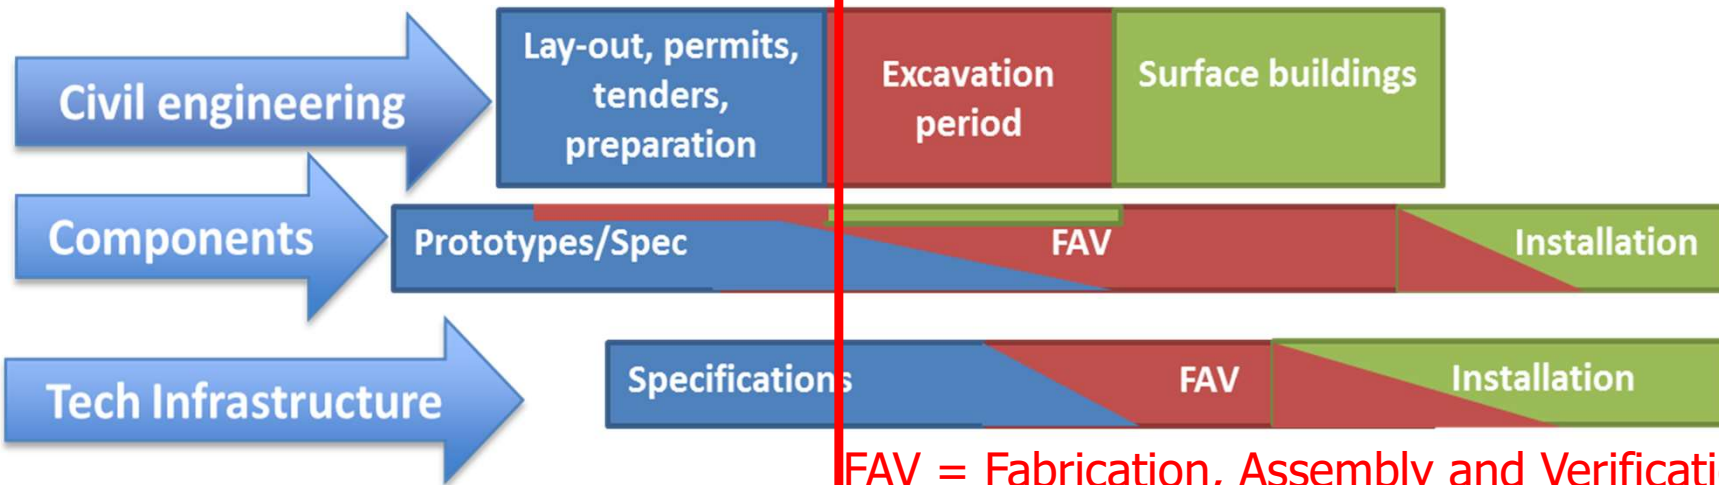 Civil engineering
Lay-out, permits,
tenders,
preparation
Excavation
period
Surface buildings
Components
Prototypes/Spec
FAV
Installation
Tech Infrastructure
Specifications
FAV
Installation
FAV = Fabrication, Assembly and Verificati